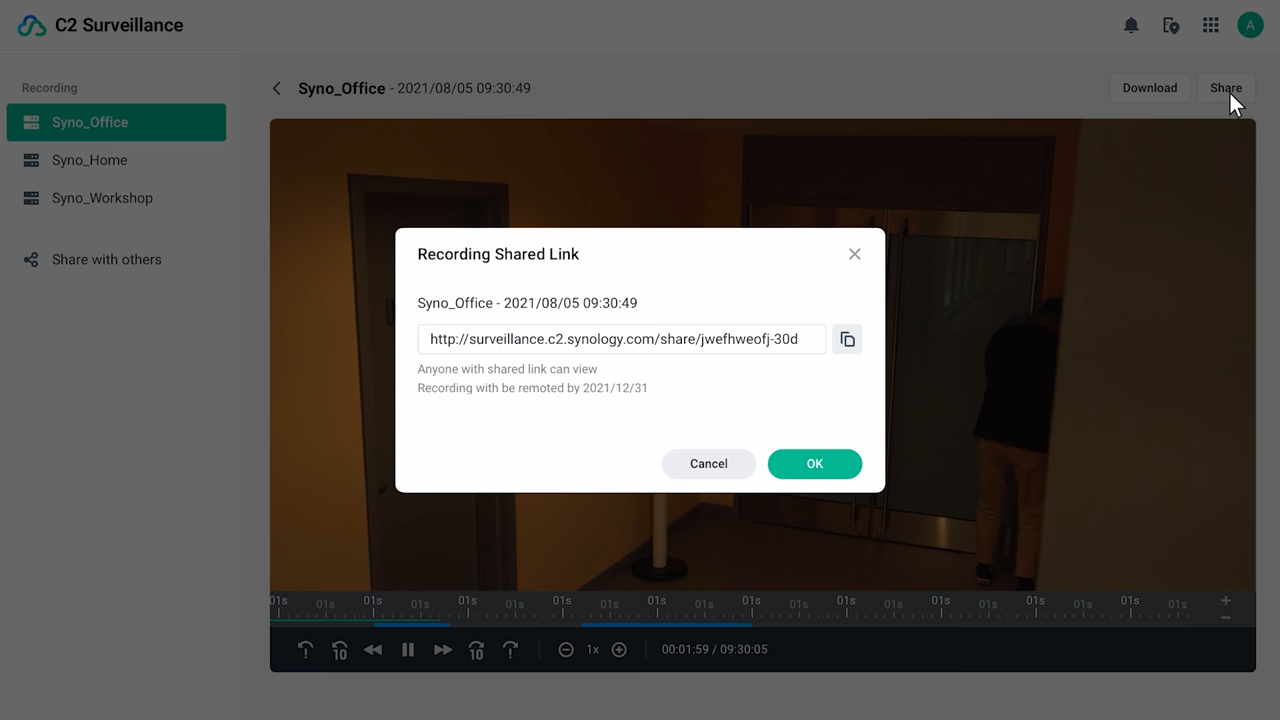 C2 Surveillance
A
Recording
Syno_Office
Syno_Home
Syno_Workshop
Share with others
Syno_Office - 2021/08/05 09:30:49
Download
Share
Recording Shared Link
Syno_Office - 2021/08/05 09:30:49
http://surveillance.c2.synology.com/share/jwefhweofj-30d
Anyone with shared link can view
Recording with be remoted by 2021/12/31
Cancel
OK
01s 01s 01s 01s 01s 01s 01s 01s 01s 01s 01s 01s 01s 01s 01s 01s 01s 01s 01s 01s
10
10
1x
00:01:59 / 09:30:05